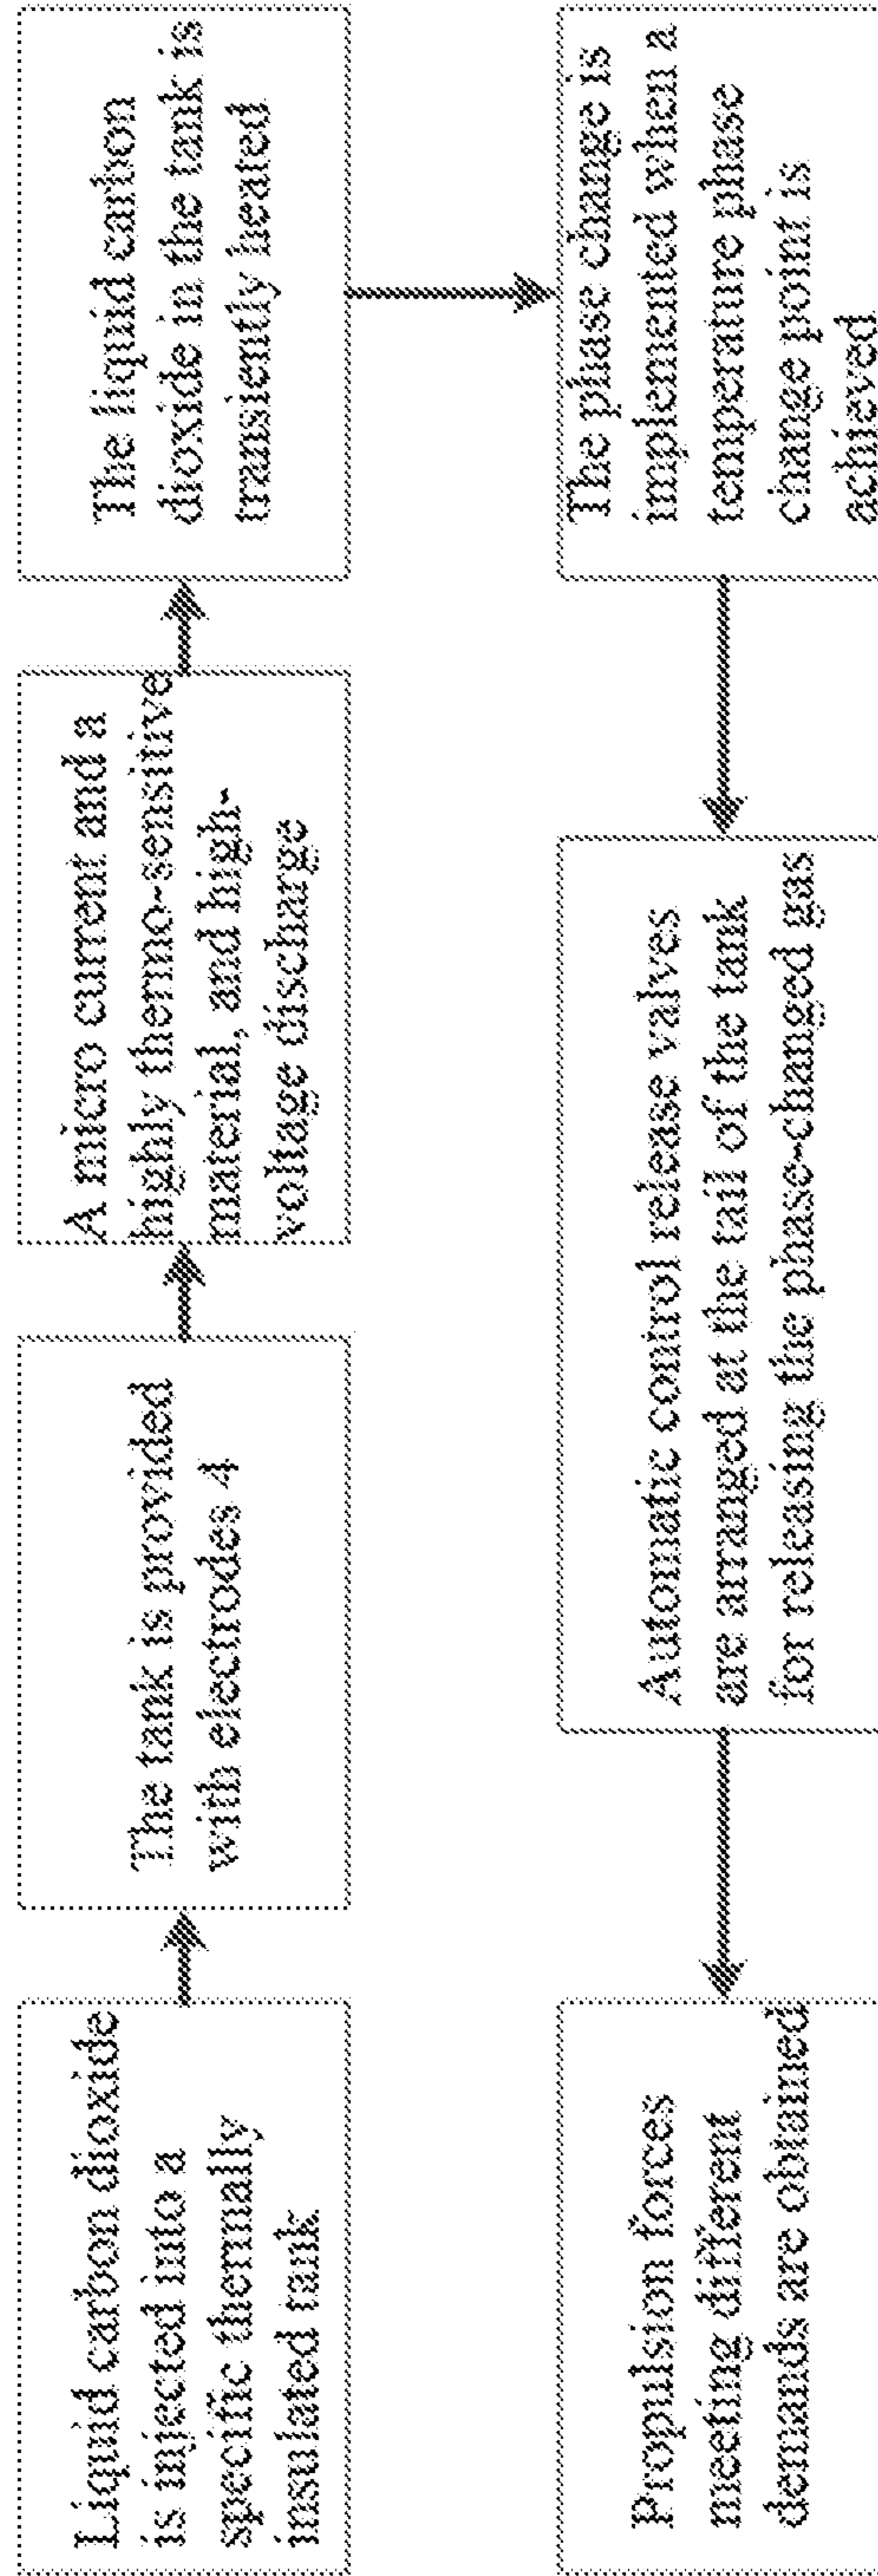 Liquid carbon dioxide
is injected into a
specific thermally
insulated tank
The tank is provided
with electrodes 4
A micro current and a
highly thermo-sensitive
material, and high-
voltage discharge
The liquid carbon
dioxide in the tank is
transiently heated
The phase change is
implemented when a
temperature phase
change point is
achieved
Automatic control release valves
are arranged at the tail of the tank
for releasing the phase-changed gas
Propulsion forces
meeting different
demands are obtained